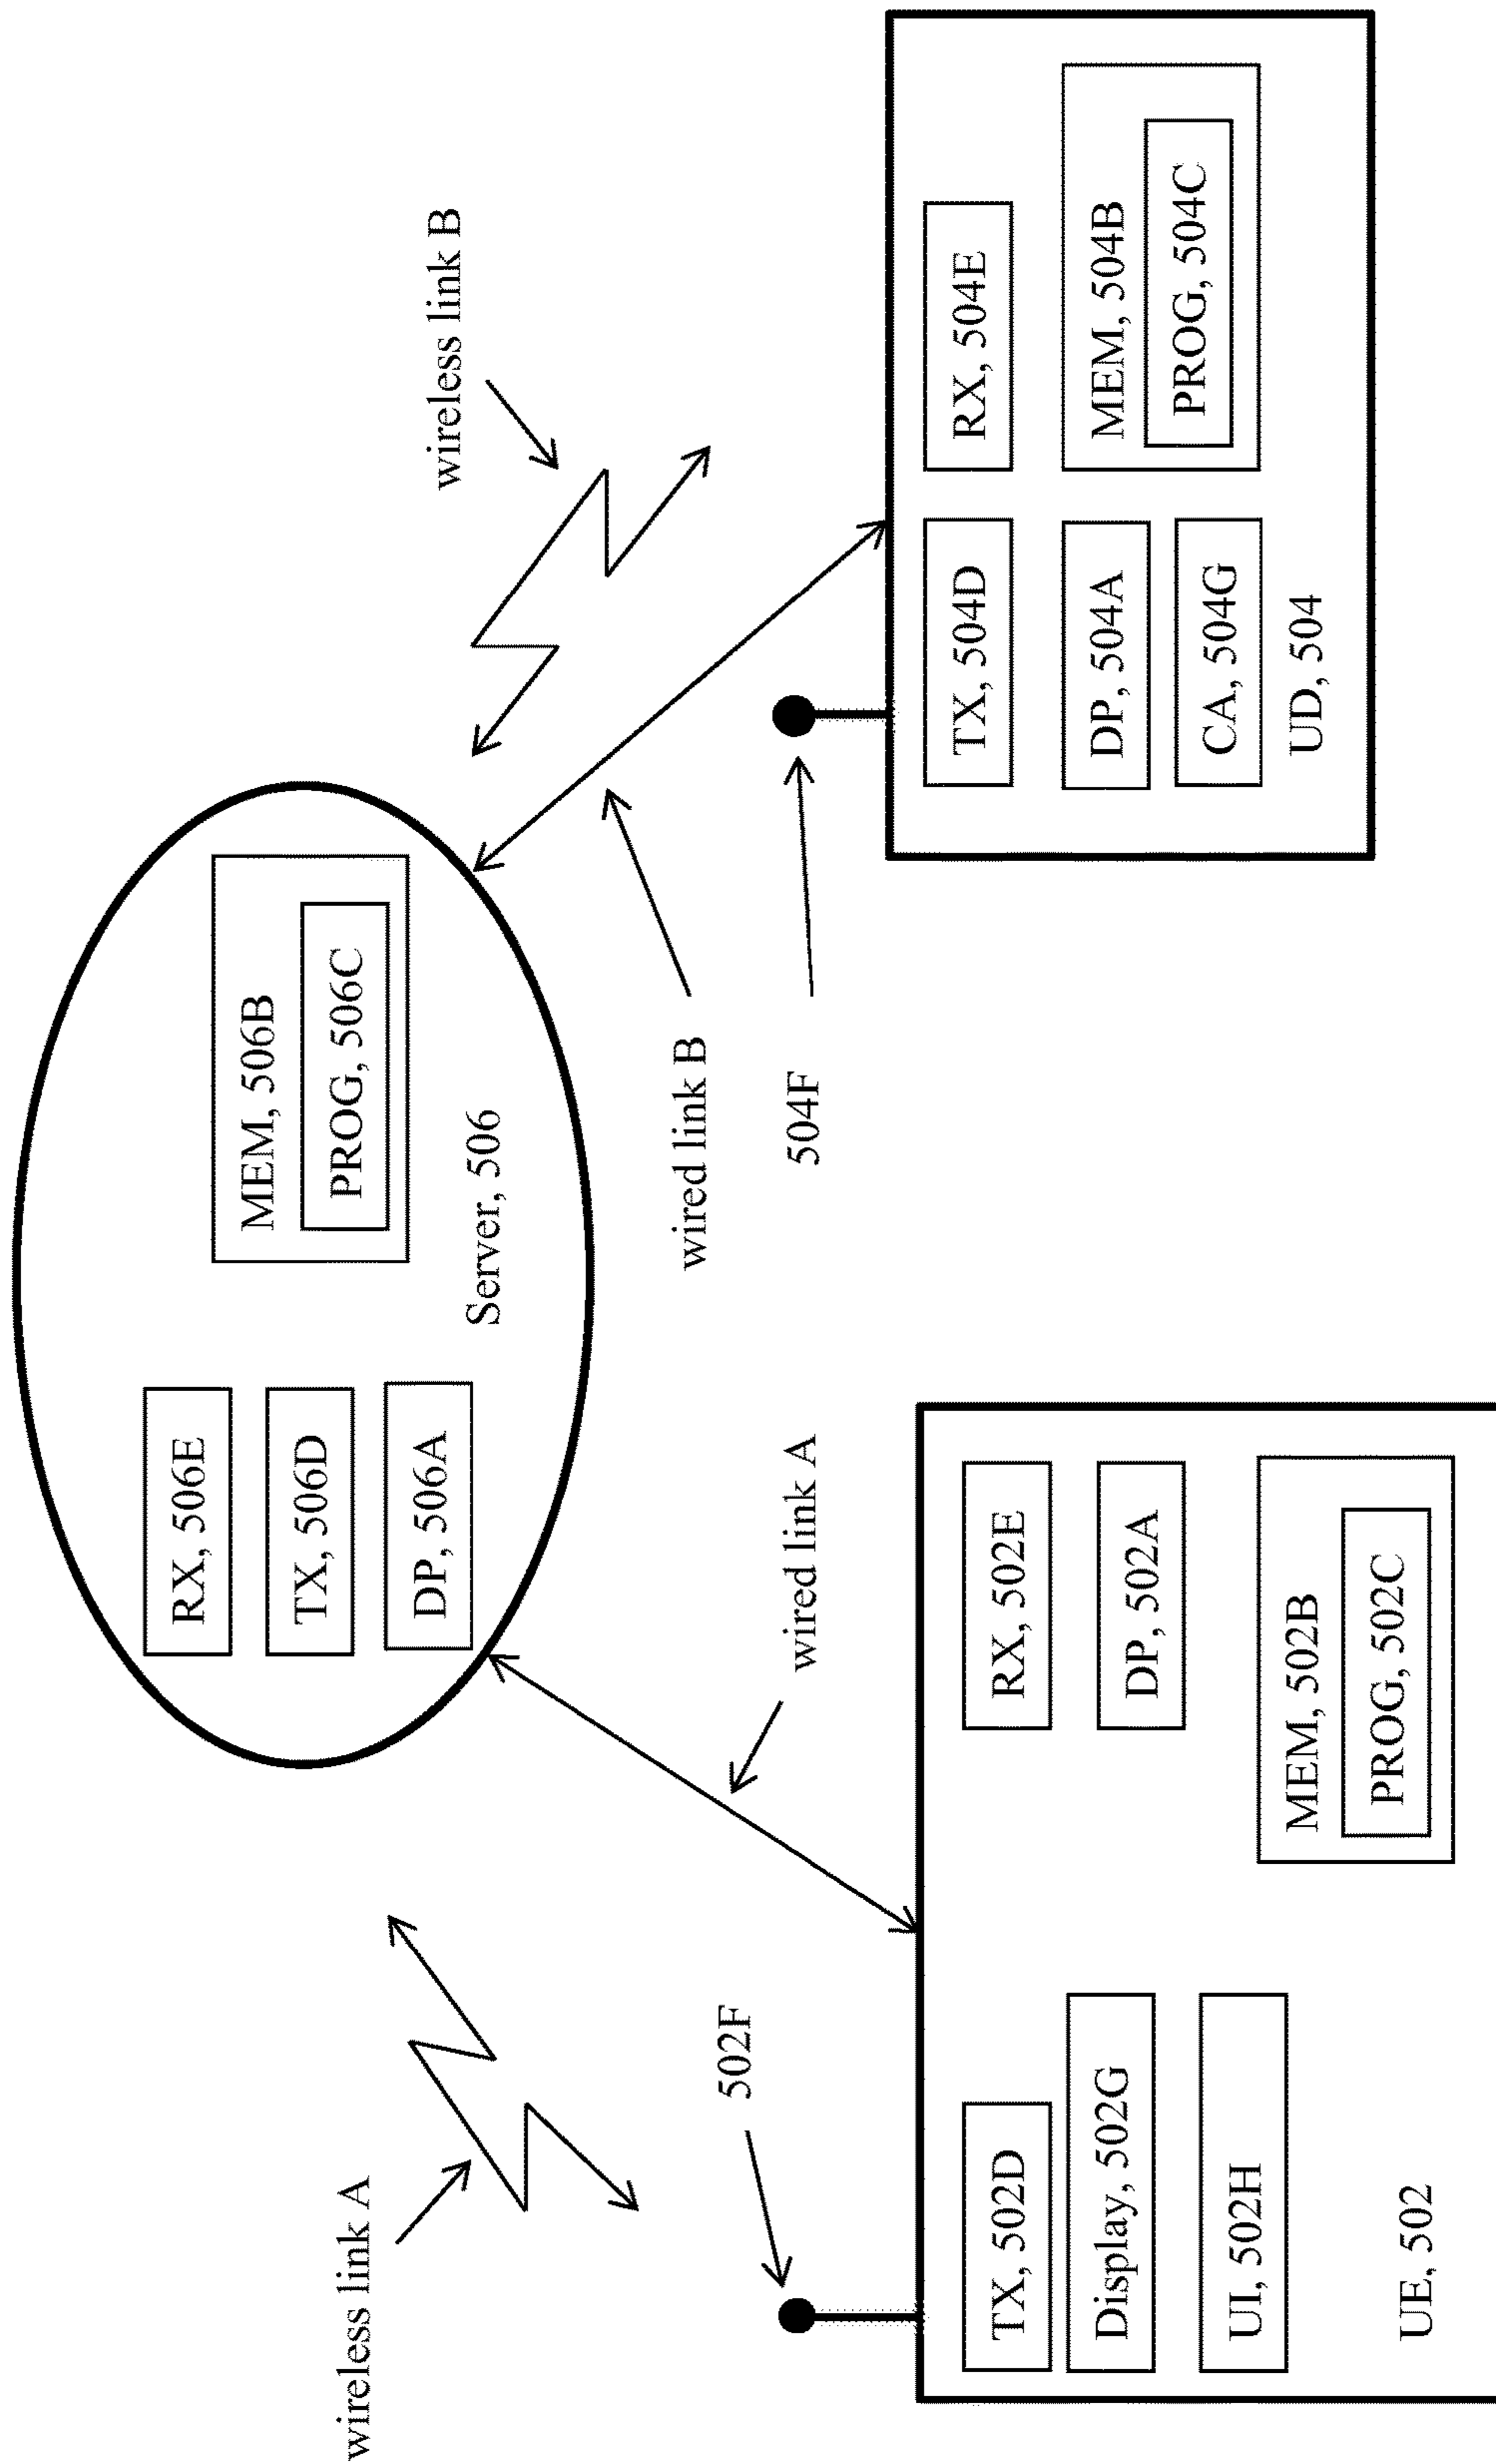 wireless link A
502F
wired link A
RX, 506E
TX, 506D
DP, 506A
MEM, 506B
PROG, 506C
Server, 506
wireless link B
wired link B
504F
TX, 502D
Display, 502G
UI, 502H
UE, 502
RX, 502E
DP, 502A
MEM, 502B
PROG, 502C
TX, 504D
DP, 504A
CA, 504G
UD, 504
RX, 504E
MEM, 504B
PROG, 504C